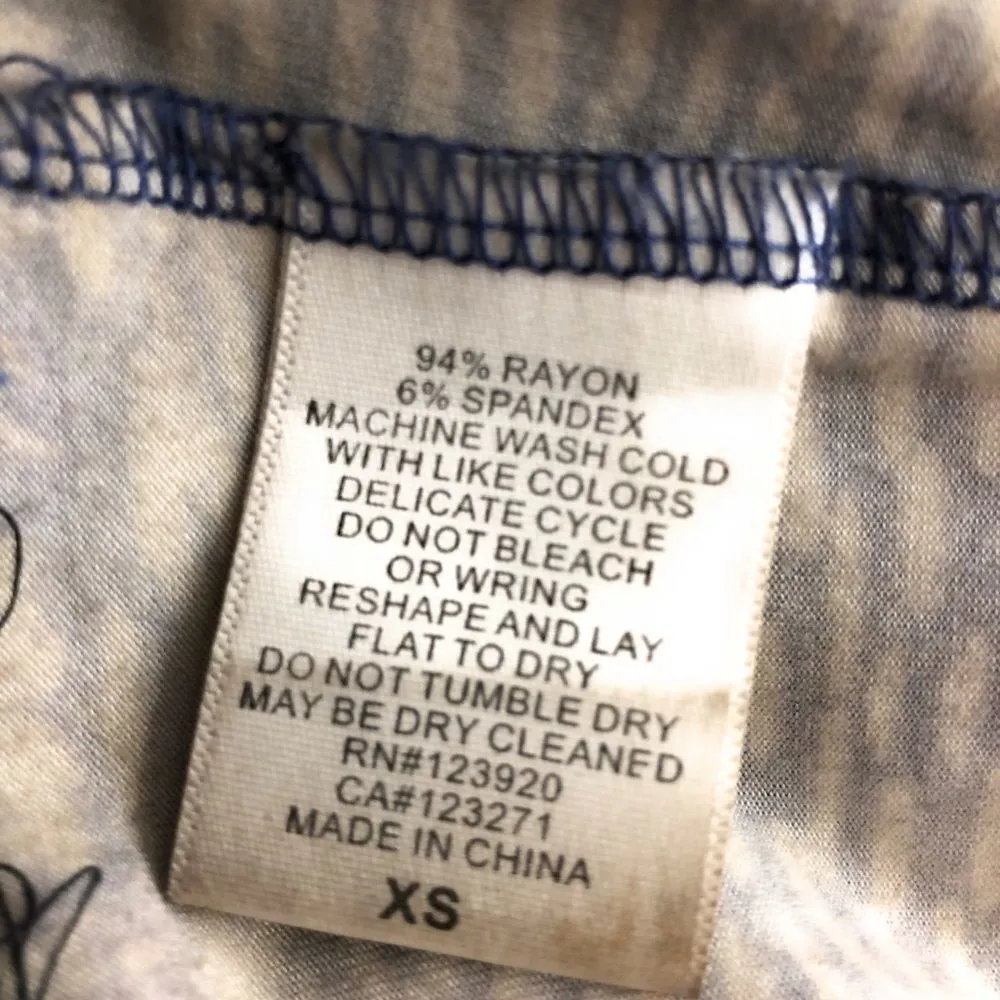 94% RAYON
6% SPANDEX
MACHINE WASH COLD
WITH LIKE COLORS
DELICATE CYCLE
DO NOT BLEACH
OR WRING
RESHAPE AND LAY
FLAT TO DRY
DO NOT TUMBLE DRY
MAY BE DRY CLEANED
RN#123920
CA#123271
MADE IN CHINA
XS